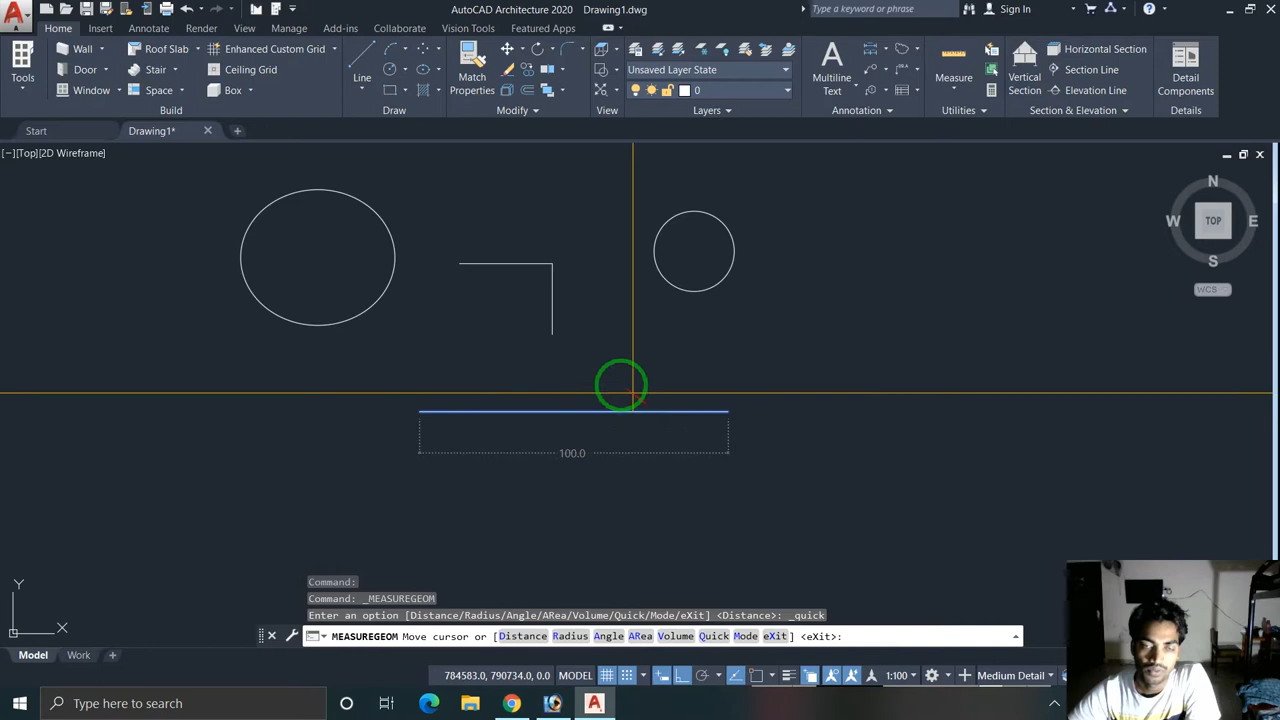 AutoCAD Architecture 2020 Drawing1.dwg
Type a keyword or phrase
Sign In
Home Insert Annotate Render View Manage Add-ins Vision Tools Featured Apps
Wall Roof Slab Enhanced Custom Grid
Door Stair Ceiling Grid
Window Space Box
Tools
Build
Line
Draw
Match
Properties
Modify
View
Unsaved Layer State
0
Layers
Multiline
Text
Annotation
Measure
Utilities
Vertical
Section
Horizontal Section
Section Line
Elevation Line
Section & Elevation
Detail
Components
Details
Start Drawing1*
[−][Top][2D Wireframe]
N
W TOP E
S
WCS
100.0
Y
X
Command:
Command: _MEASUREGEOM
Enter an option [Distance/Radius/Angle/ARea/Volume/Quick/Mode/eXit] <Distance>: _quick
MEASUREGEOM Move cursor or [Distance Radius Angle ARea Volume Quick Mode eXit] <eXit>:
Model Work
784583.0, 790734.0, 0.0 MODEL 1:100 Medium Detail
Type here to search